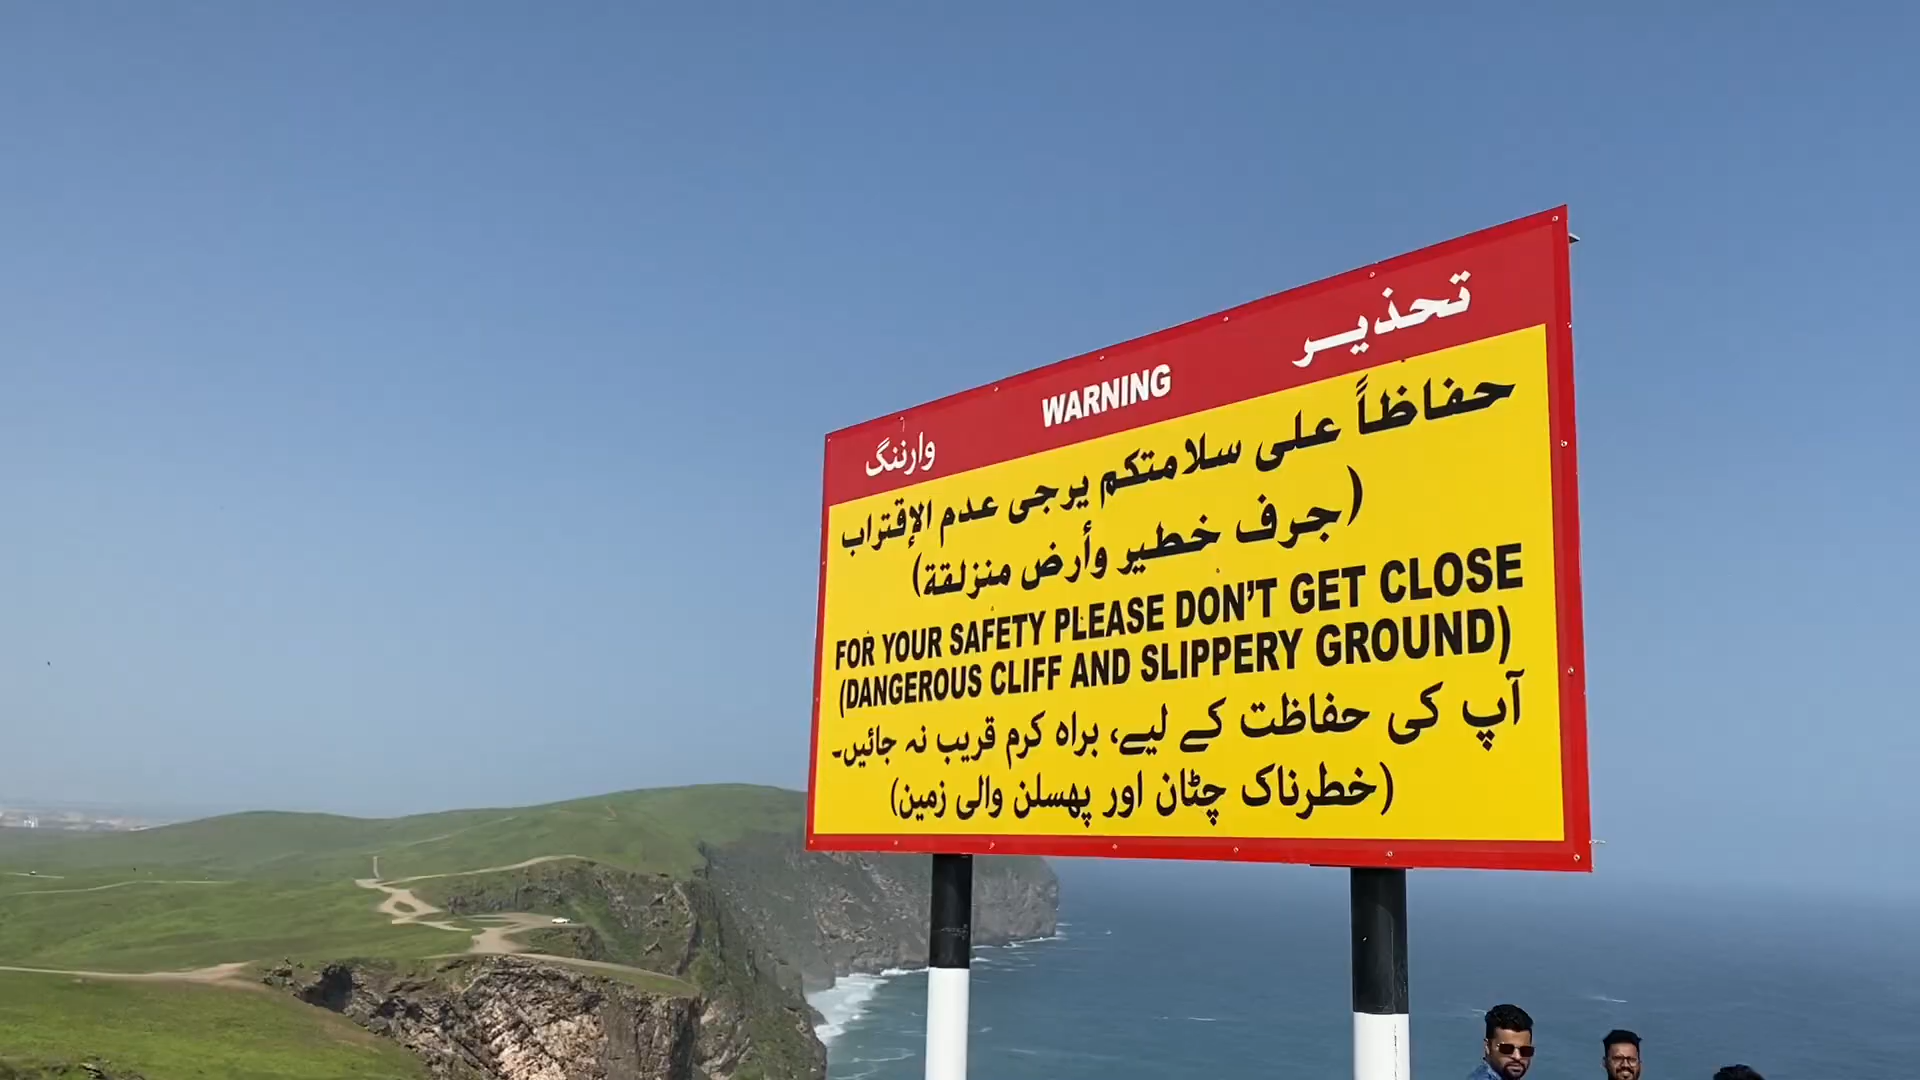 تحذير
WARNING
وارننگ
حفاظاً على سلامتكم يرجى عدم الإقتراب
(جرف خطير وأرض منزلقة)
FOR YOUR SAFETY PLEASE DON'T GET CLOSE
(DANGEROUS CLIFF AND SLIPPERY GROUND)
آپ کی حفاظت کے لیے، براہ کرم قریب نہ جائیں۔
(خطرناک چٹان اور پھسلن والی زمین)